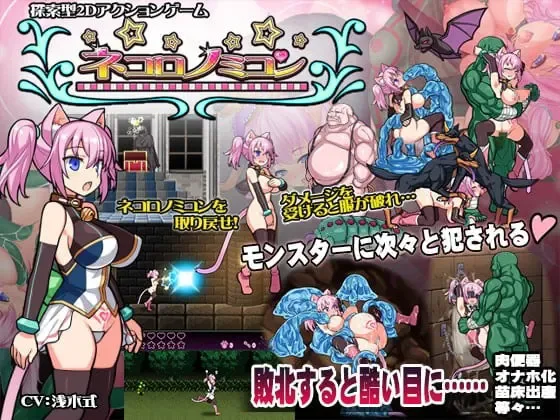 探索型2Dアクションゲーム
ネコロノミコン
ネコロノミコンを
取り戻せ!
ダメージを
受けると服が破れ…
モンスターに次々と犯される♥
敗北すると酷い目に……
肉便器
オナホ化
苗床出産
等々…
CV:浅木式